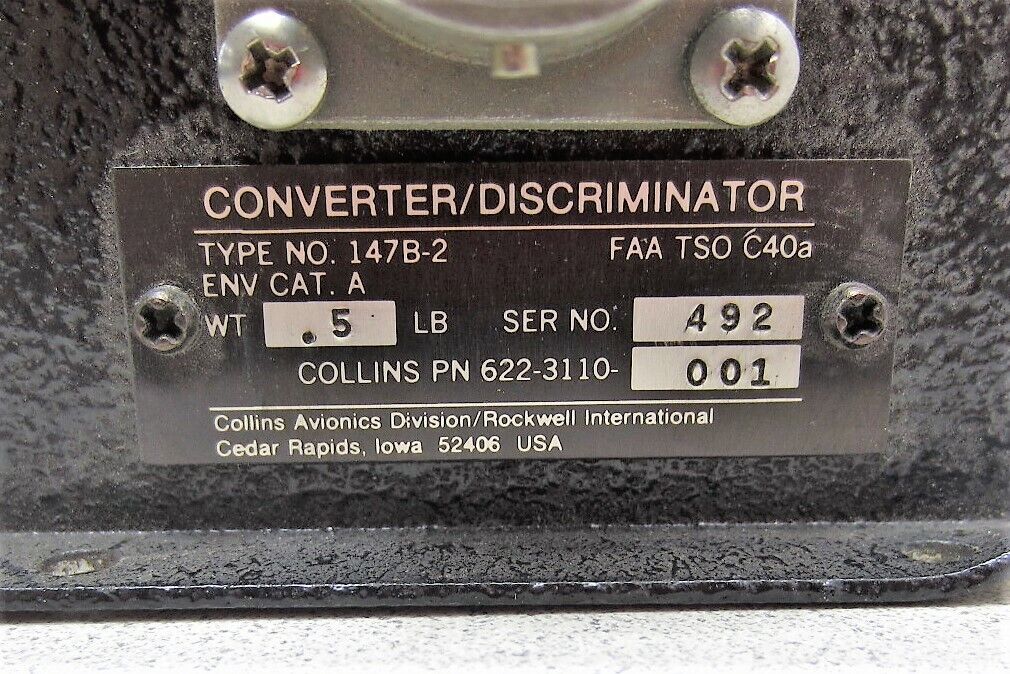 CONVERTER/DISCRIMINATOR
TYPE NO. 147B-2 FAA TSO C40a
ENV CAT. A
WT .5 LB SER NO. 492
COLLINS PN 622-3110- 001
Collins Avionics Division/Rockwell International
Cedar Rapids, Iowa 52406 USA